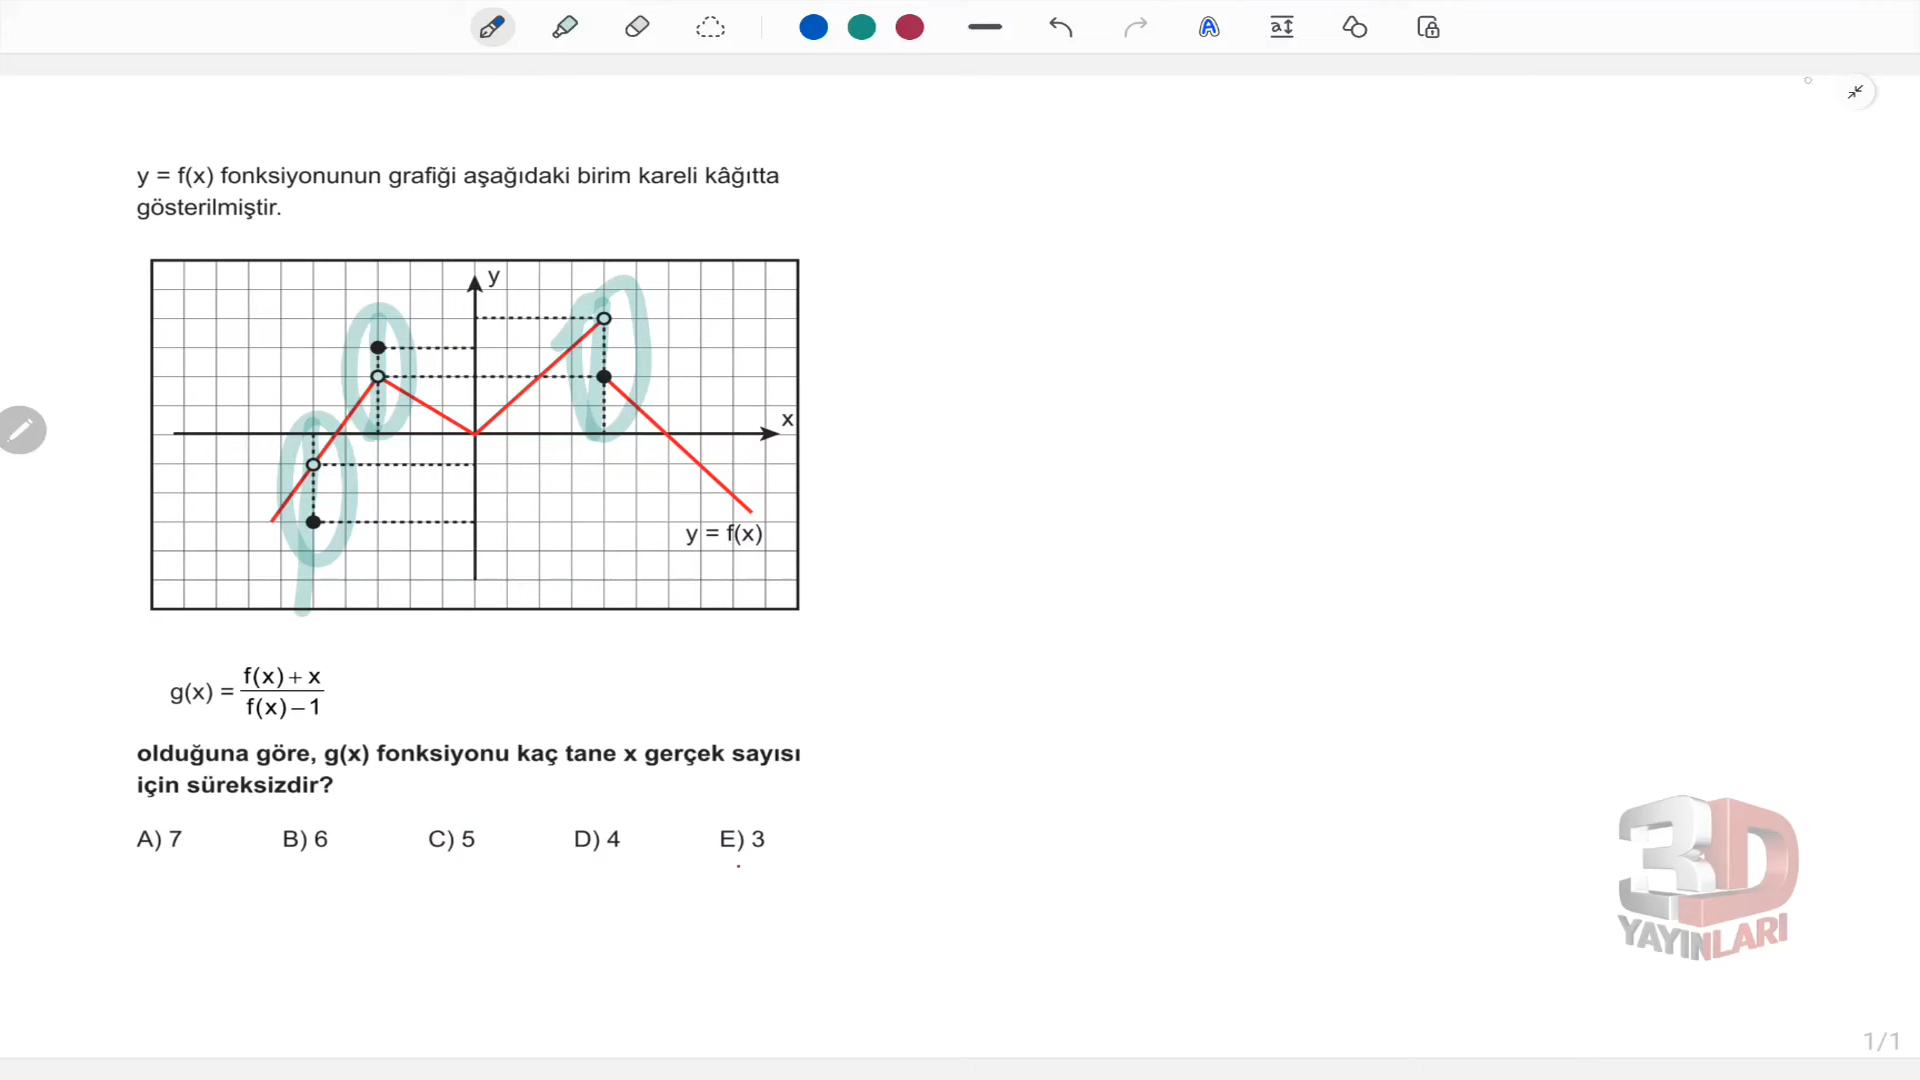 y = f(x) fonksiyonunun grafiği aşağıdaki birim kareli kâğıtta
gösterilmiştir.
y
x
y = f(x)
g(x) = f(x) + x / f(x) – 1
olduğuna göre, g(x) fonksiyonu kaç tane x gerçek sayısı
için süreksizdir?
A) 7 B) 6 C) 5 D) 4 E) 3
3D
YAYINLARI
1/1